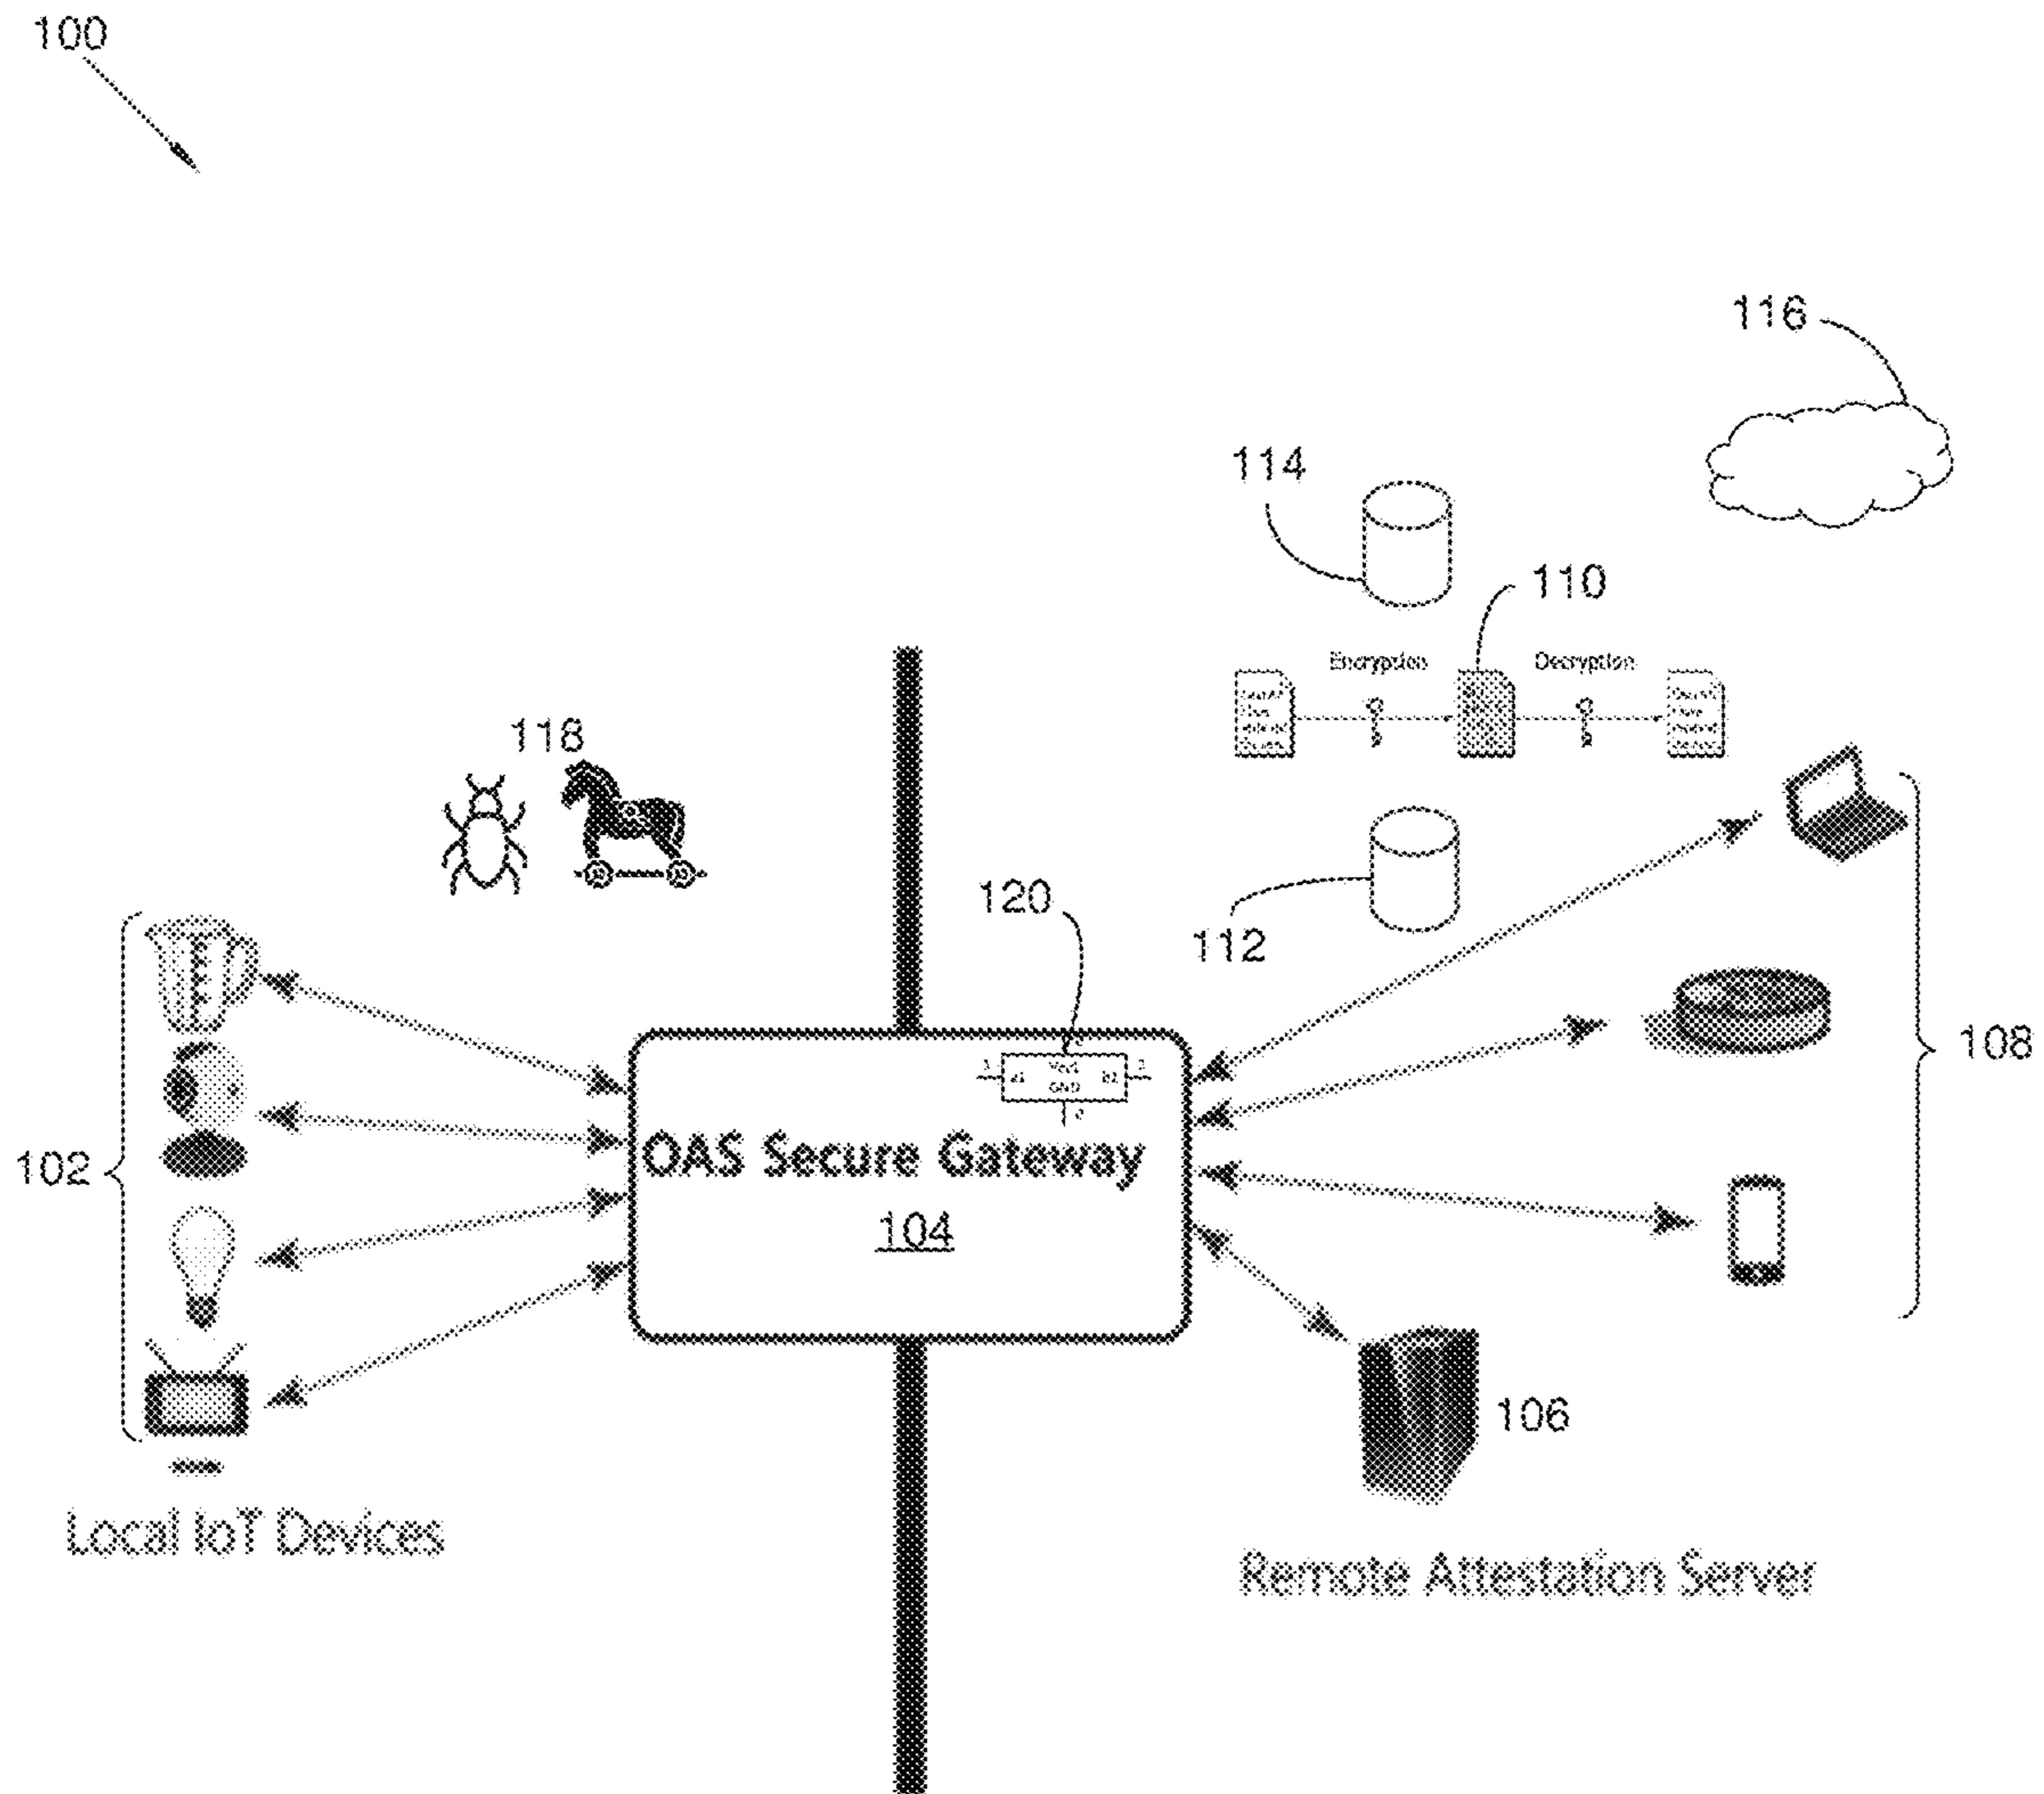 100
116
114
110
Encryption Decryption
118
120
112
108
102
OAS Secure Gateway
104
106
Local IoT Devices
Remote Attestation Server